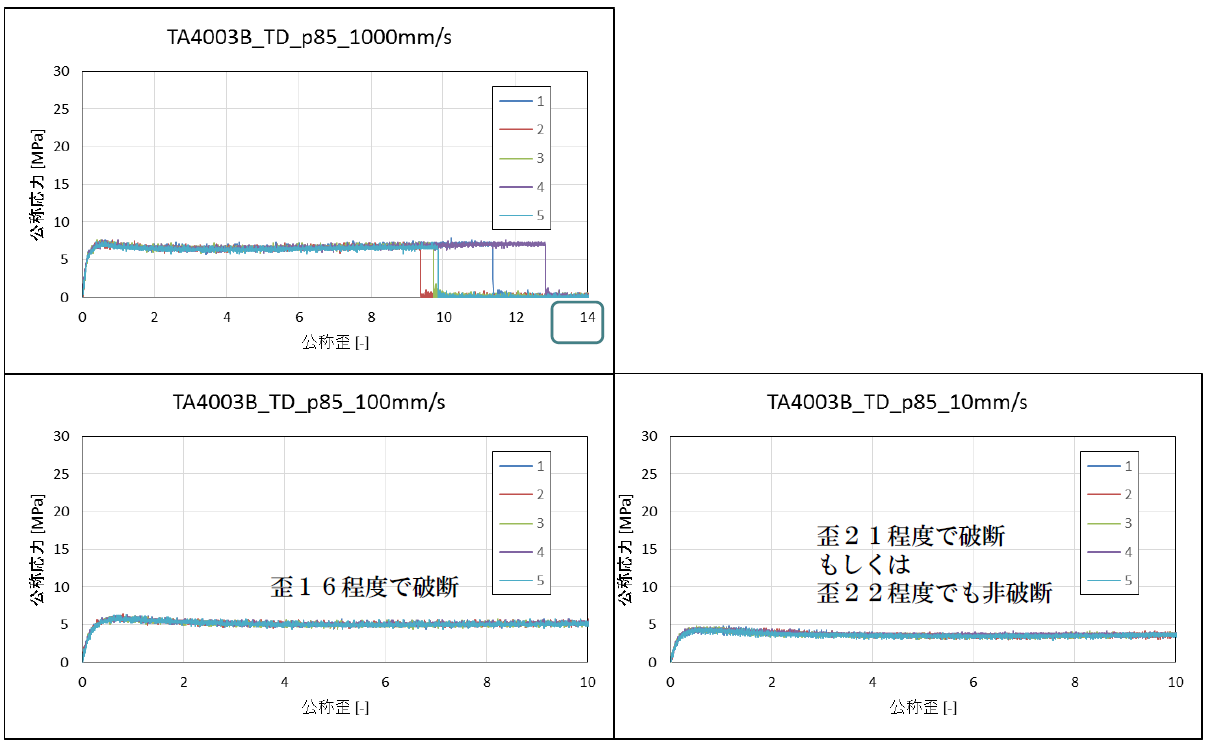 TA4003B_TD_p85_1000mm/s
公称応力 [MPa]
30
25
20
15
10
5
0
1
2
3
4
5
0 2 4 6 8 10 12 14
公称歪 [-]
TA4003B_TD_p85_100mm/s
公称応力 [MPa]
30
25
20
15
10
5
0
1
2
3
4
5
歪１６程度で破断
0 2 4 6 8 10
公称歪 [-]
TA4003B_TD_p85_10mm/s
公称応力 [MPa]
30
25
20
15
10
5
0
1
2
3
4
5
歪２１程度で破断
もしくは
歪２２程度でも非破断
0 2 4 6 8 10
公称歪 [-]